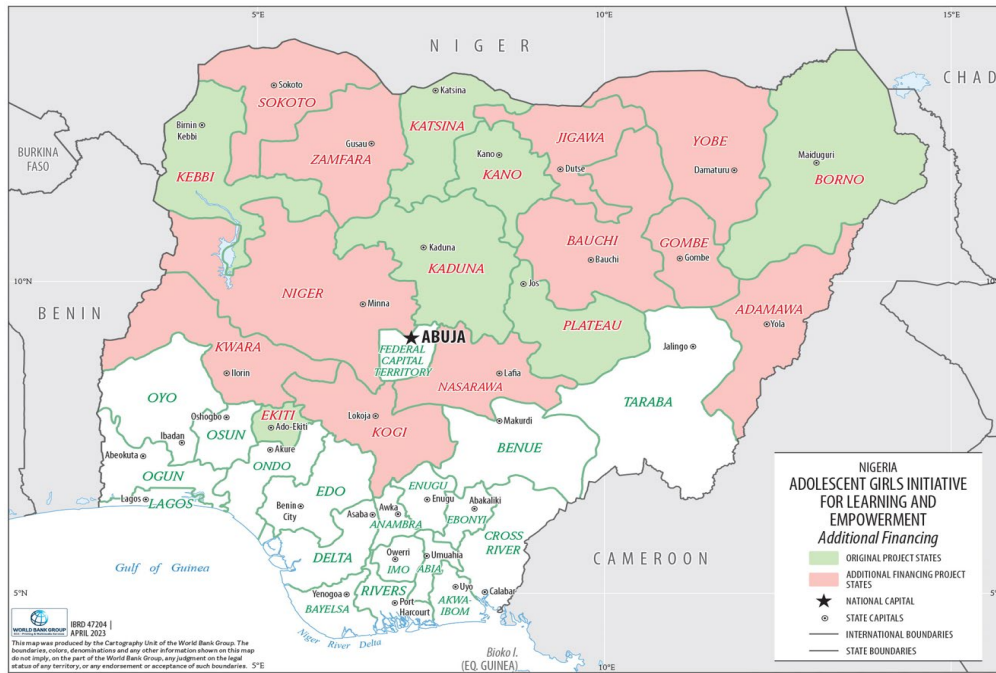 5°E
10°E
15°E
NIGER
CHAD
Sokoto
SOKOTO
Katsina
KATSINA
Birnin
Kebbi
KEBBI
Gusau
ZAMFARA
Kano
KANO
JIGAWA
Dutse
YOBE
Damaturu
Maiduguri
BORNO
BURKINA
FASO
Kaduna
KADUNA
BAUCHI
Bauchi
GOMBE
Gombe
10°N
10°N
Jos
BENIN
NIGER
Minna
PLATEAU
ADAMAWA
Yola
ABUJA
FEDERAL
CAPITAL
TERRITORY
KWARA
Ilorin
NASARAWA
Lafia
Jalingo
TARABA
OYO
Oshogbo
EKITI
Ado-Ekiti
Lokoja
KOGI
Makurdi
BENUE
Ibadan
OSUN
Akure
Abeokuta
OGUN
ONDO
Lagos
LAGOS
EDO
Benin
City
Asaba
ENUGU
Enugu
Awka
ANAMBRA
Abakaliki
EBONYI
CROSS
RIVER
DELTA
Owerri
IMO
Umuahia
ABIA
CAMEROON
Gulf of Guinea
Yenogoa
BAYELSA
RIVERS
Port
Harcourt
Uyo
AKWA-
IBOM
Calabar
5°N
5°N
Niger River Delta
Bioko I.
(EQ. GUINEA)
5°E
10°E
NIGERIA
ADOLESCENT GIRLS INITIATIVE
FOR LEARNING AND
EMPOWERMENT
Additional Financing
ORIGINAL PROJECT STATES
ADDITIONAL FINANCING PROJECT
STATES
NATIONAL CAPITAL
STATE CAPITALS
INTERNATIONAL BOUNDARIES
STATE BOUNDARIES
WORLD BANK GROUP
IBRD 47204 |
APRIL 2023
This map was produced by the Cartography Unit of the World Bank Group. The
boundaries, colors, denominations and any other information shown on this map
do not imply, on the part of the World Bank Group, any judgment on the legal
status of any territory, or any endorsement or acceptance of such boundaries.